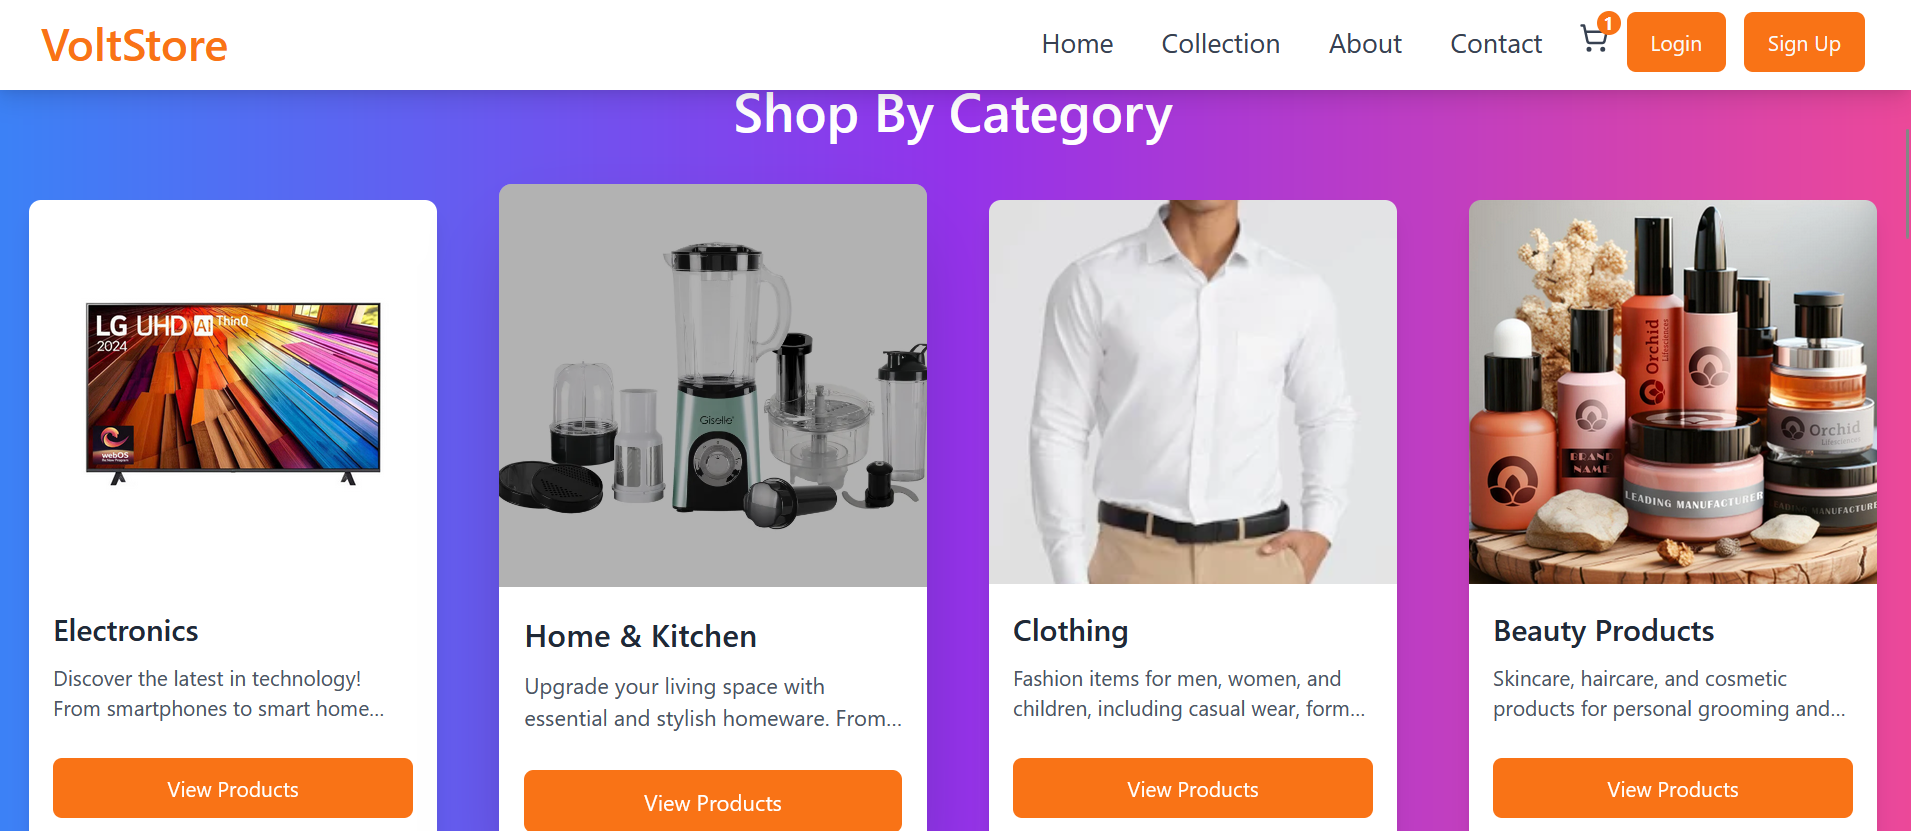 VoltStore
Home
Collection
About
Contact
1
Login
Sign Up
Shop By Category
LG UHD AI ThinQ
2024
webOS
Giselle
Orchid
Lifesciences
Orchid
Lifesciences
BRAND
NAME
LEADING MANUFACTURER
LEADING MANUFACTURE
Electronics
Discover the latest in technology!
From smartphones to smart home...
View Products
Home & Kitchen
Upgrade your living space with
essential and stylish homeware. From...
View Products
Clothing
Fashion items for men, women, and
children, including casual wear, form...
View Products
Beauty Products
Skincare, haircare, and cosmetic
products for personal grooming and...
View Products